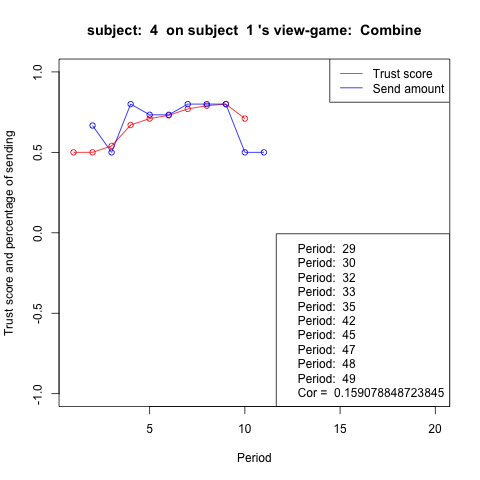 subject:  4  on subject  1 's view-game:  Combine
Trust score
Send amount
Trust score and percentage of sending
1.0
0.5
0.0
-0.5
-1.0
Period:  29
Period:  30
Period:  32
Period:  33
Period:  35
Period:  42
Period:  45
Period:  47
Period:  48
Period:  49
Cor =  0.159078848723845
5
10
15
20
Period